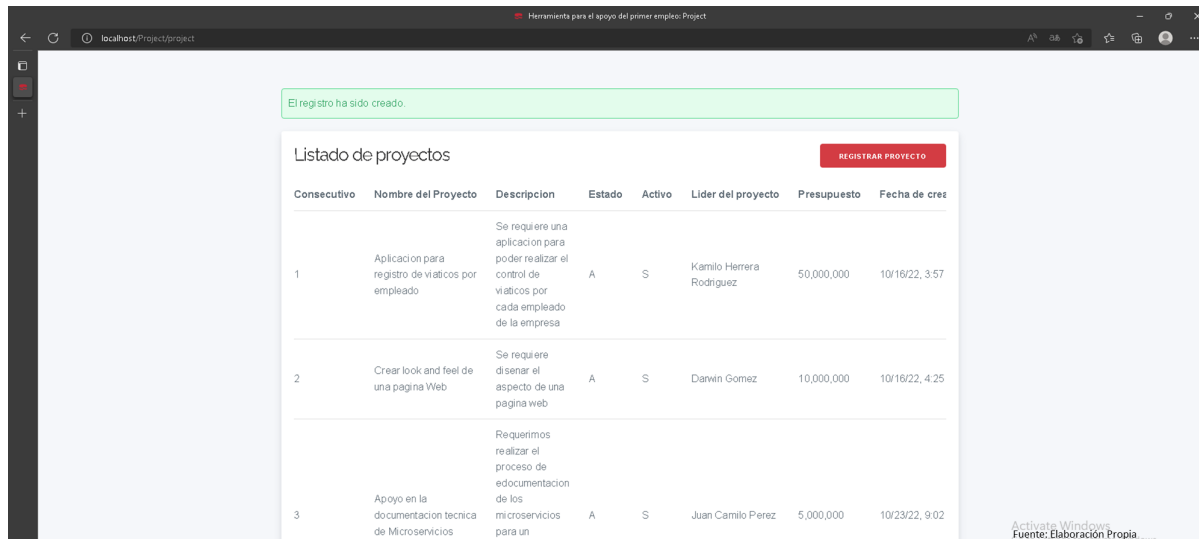 Herramienta para el apoyo del primer empleo: Project
localhost/Project/project
El registro ha sido creado.
Listado de proyectos
REGISTRAR PROYECTO
Consecutivo Nombre del Proyecto Descripcion Estado Activo Lider del proyecto Presupuesto Fecha de crea
Se requiere una
aplicacion para
Aplicacion para poder realizar el
1 registro de viaticos por control de A S Kamilo Herrera 50,000,000 10/16/22, 3:57
empleado viaticos por Rodriguez
cada empleado
de la empresa
Se requiere
Crear look and feel de disenar el
2 una pagina Web aspecto de una A S Darwin Gomez 10,000,000 10/16/22, 4:25
pagina web
Requerimos
realizar el
proceso de
edocumentacion
Apoyo en la de los
3 documentacion tecnica microservicios A S Juan Camilo Perez 5,000,000 10/23/22, 9:02
de Microservicios para un
Activate Windows
Fuente: Elaboración Propia